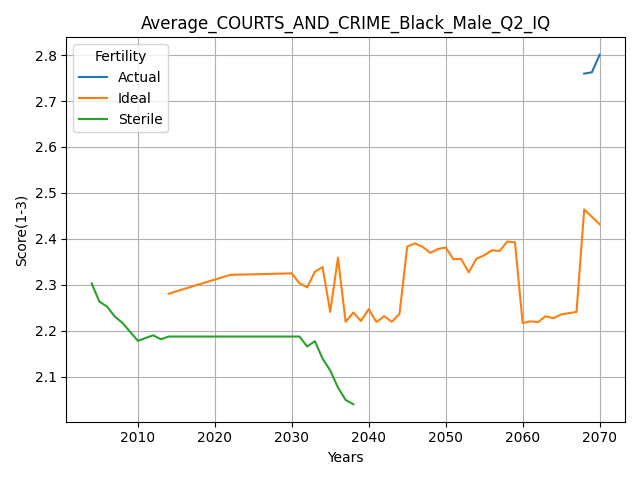 Average_COURTS_AND_CRIME_Black_Male_Q2_IQ
Fertility
Actual
Ideal
Sterile
Score(1-3)
2.8
2.7
2.6
2.5
2.4
2.3
2.2
2.1
2010 2020 2030 2040 2050 2060 2070
Years